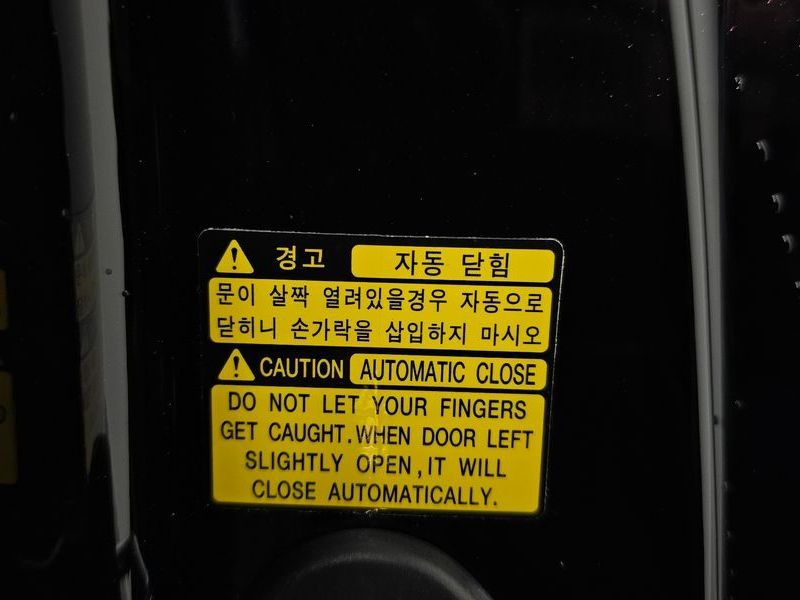 경고 자동 닫힘
문이 살짝 열려있을경우 자동으로
닫히니 손가락을 삽입하지 마시오
CAUTION AUTOMATIC CLOSE
DO NOT LET YOUR FINGERS
GET CAUGHT.WHEN DOOR LEFT
SLIGHTLY OPEN,IT WILL
CLOSE AUTOMATICALLY.